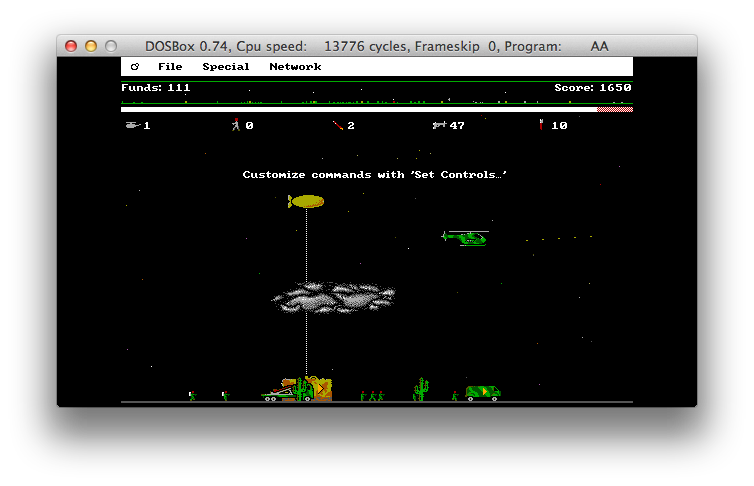 DOSBox 0.74, Cpu speed: 13776 cycles, Frameskip 0, Program: AA
File Special Network
Funds: 111 Score: 1650
1 0 2 47 10
Customize commands with 'Set Controls…'